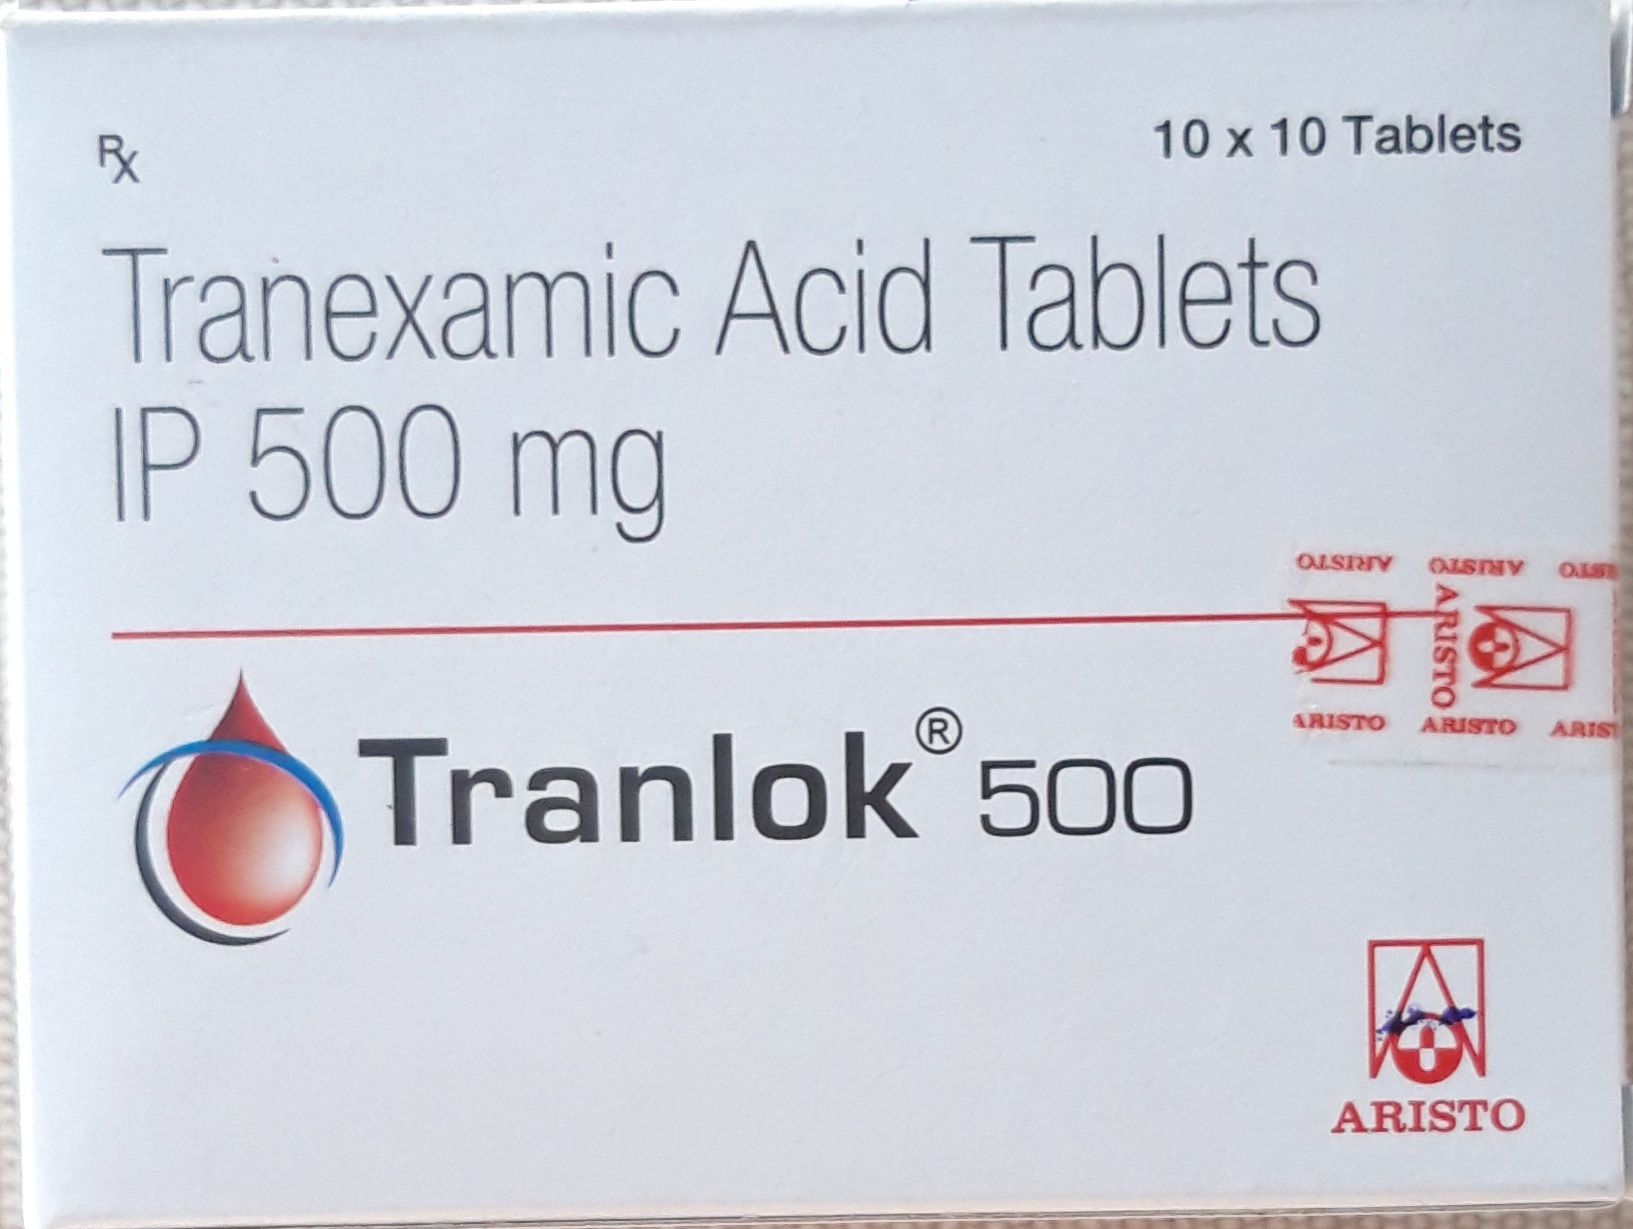 Rx
10 x 10 Tablets
Tranexamic Acid Tablets
IP 500 mg
ARISTO ARISTO
ARISTO
ARISTO ARISTO
Tranlok® 500
ARISTO